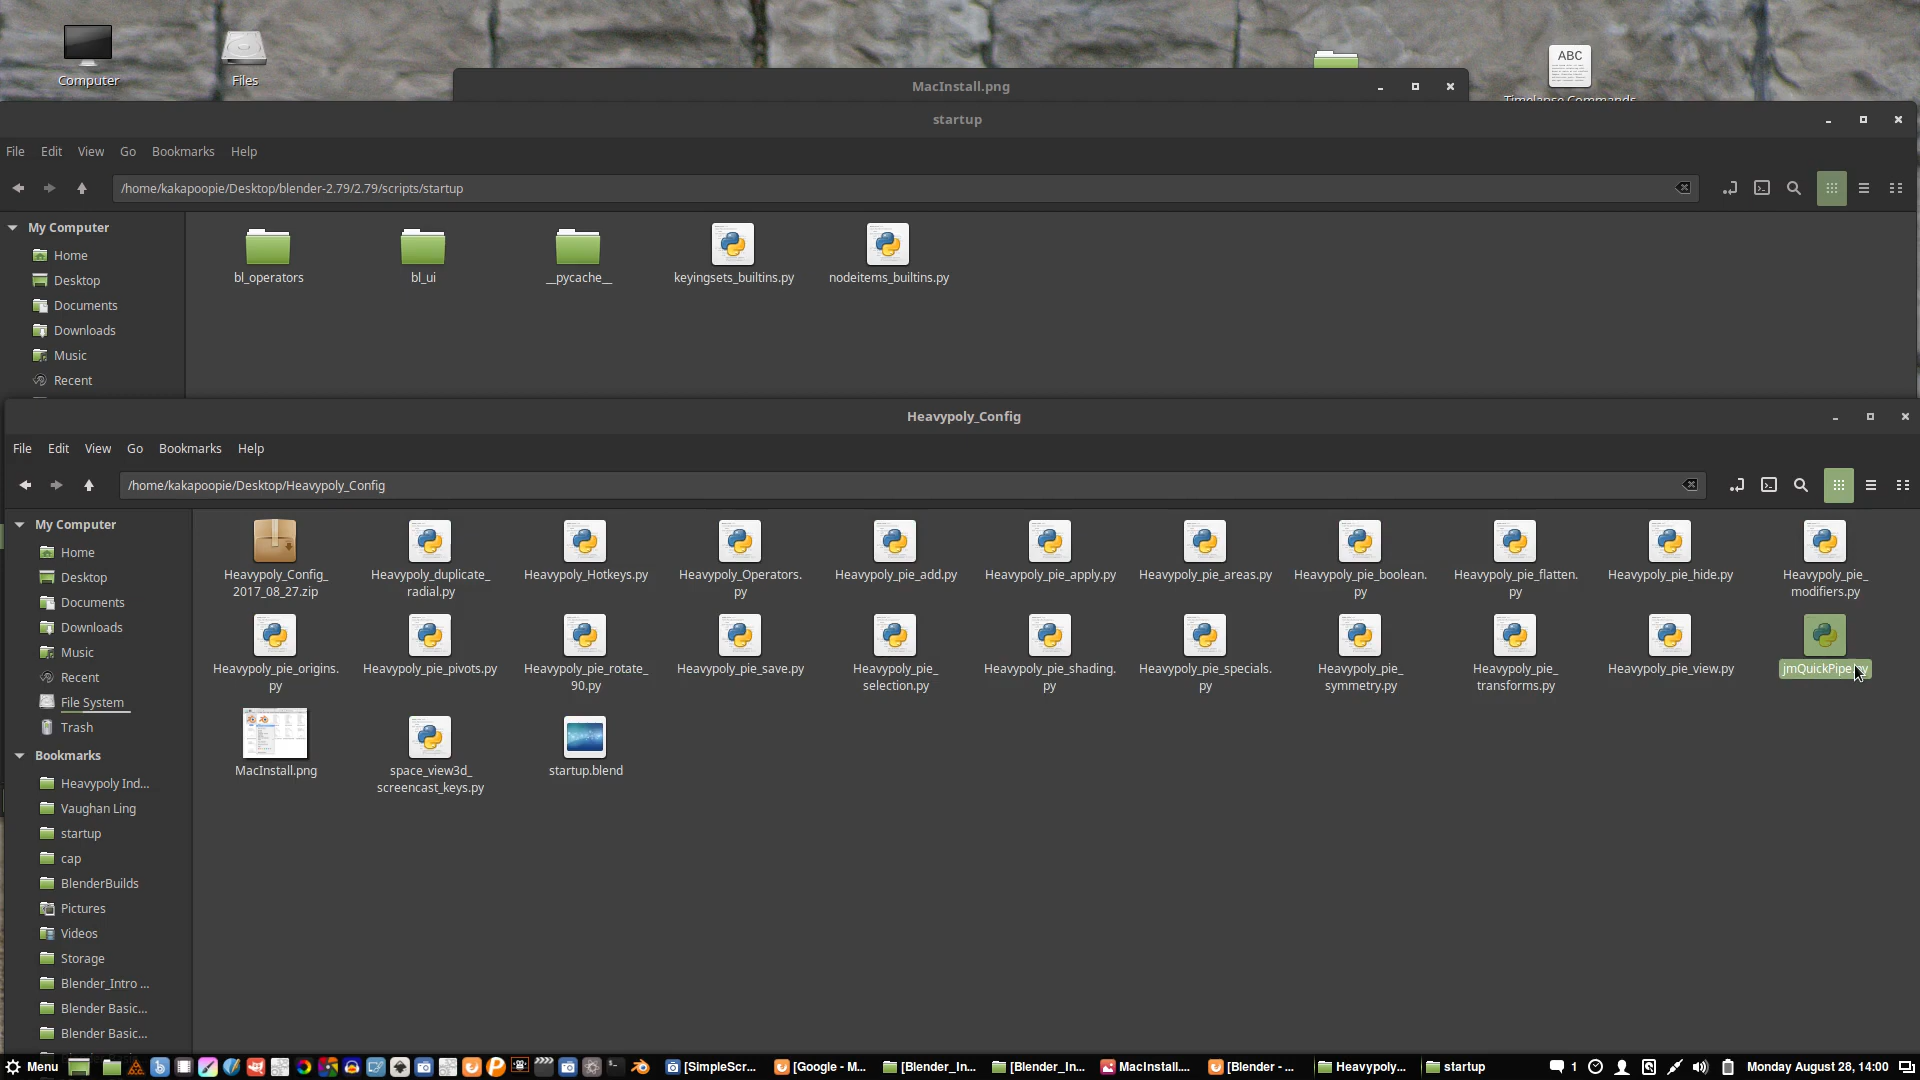 Computer
Files
ABC
MacInstall.png
startup
File Edit View Go Bookmarks Help
/home/kakapoopie/Desktop/blender-2.79/2.79/scripts/startup
My Computer
Home
Desktop
Documents
Downloads
Music
Recent
bl_operators
bl_ui
__pycache__
keyingsets_builtins.py
nodeitems_builtins.py
Heavypoly_Config
File Edit View Go Bookmarks Help
/home/kakapoopie/Desktop/Heavypoly_Config
My Computer
Home
Desktop
Documents
Downloads
Music
Recent
File System
Trash
Bookmarks
Heavypoly Ind...
Vaughan Ling
startup
cap
BlenderBuilds
Pictures
Videos
Storage
Blender_Intro ...
Blender Basic...
Blender Basic...
Heavypoly_Config_
2017_08_27.zip
Heavypoly_duplicate_
radial.py
Heavypoly_Hotkeys.py
Heavypoly_Operators.
py
Heavypoly_pie_add.py
Heavypoly_pie_apply.py
Heavypoly_pie_areas.py
Heavypoly_pie_boolean.
py
Heavypoly_pie_flatten.
py
Heavypoly_pie_hide.py
Heavypoly_pie_
modifiers.py
Heavypoly_pie_origins.
py
Heavypoly_pie_pivots.py
Heavypoly_pie_rotate_
90.py
Heavypoly_pie_save.py
Heavypoly_pie_
selection.py
Heavypoly_pie_shading.
py
Heavypoly_pie_specials.
py
Heavypoly_pie_
symmetry.py
Heavypoly_pie_
transforms.py
Heavypoly_pie_view.py
jmQuickPipe.py
MacInstall.png
space_view3d_
screencast_keys.py
startup.blend
Menu
[SimpleScr...
[Google - M...
[Blender_In...
[Blender_In...
MacInstall....
[Blender - ...
Heavypoly...
startup
1
Monday August 28, 14:00